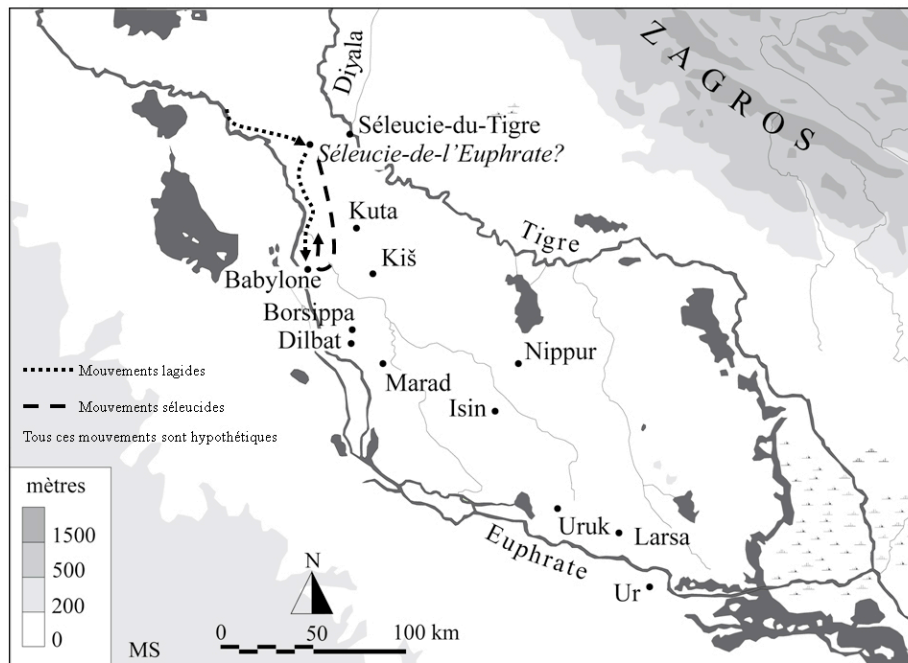 ZAGROS
Diyala
Séleucie-du-Tigre
Séleucie-de-l'Euphrate?
Kuta
Tigre
Kiš
Babylone
Borsippa
Dilbat
Nippur
Marad
Isin
Mouvements lagides
Mouvements séleucides
Tous ces mouvements sont hypothétiques
mètres
1500
500
200
0
Uruk
Larsa
Euphrate
Ur
N
0 50 100 km
MS